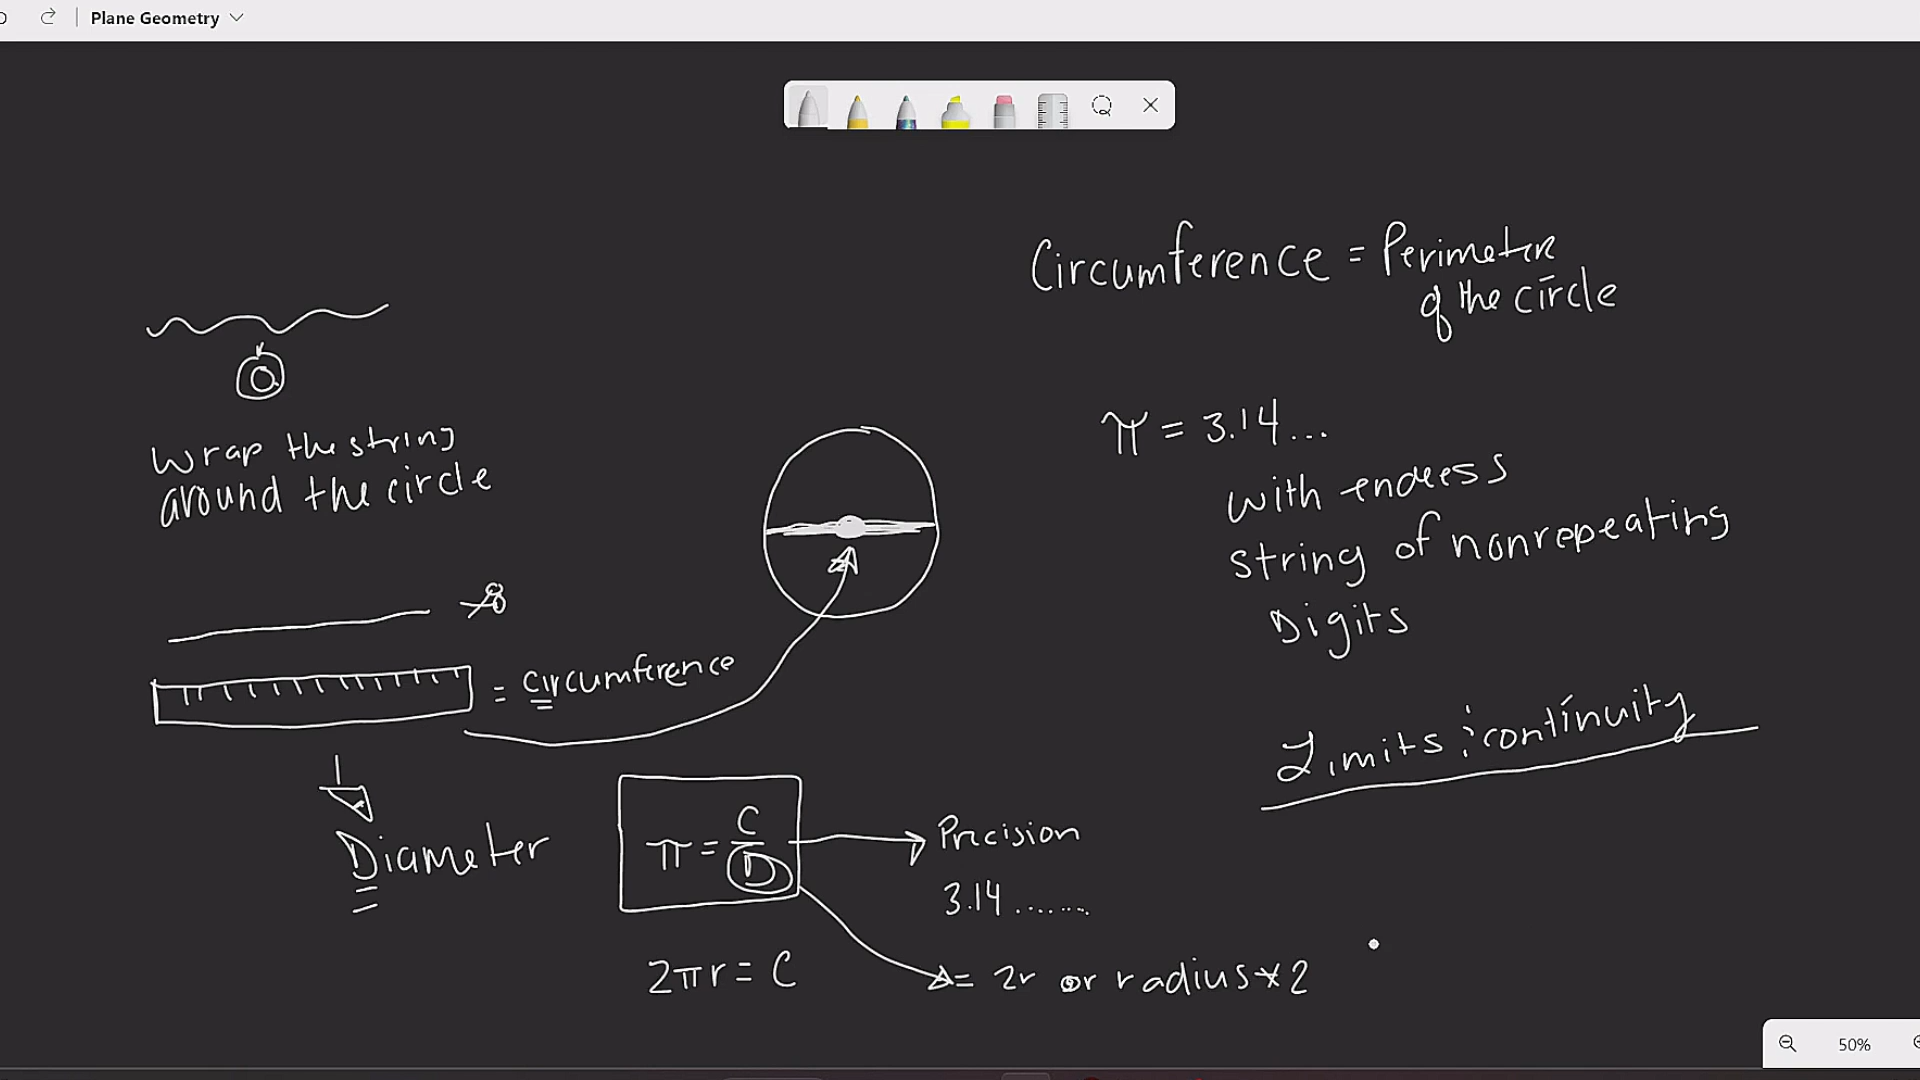 Plane Geometry
Circumference = Perimeter
of the circle
Wrap the string
around the circle
π = 3.14...
with endless
string of nonrepeating
Digits
= circumference
Limits : continuity
Diameter
π = C/D
Precision
3.14.......
2πr = C
= 2r or radius * 2
50%